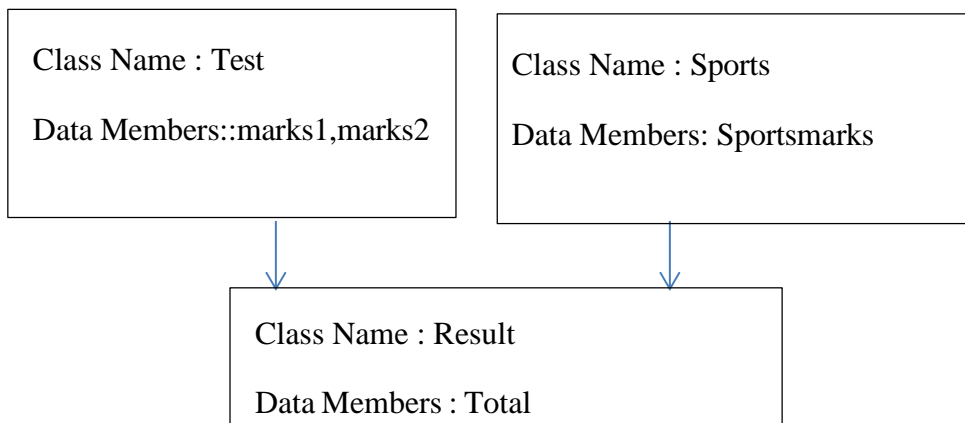 Class Name : Test
Data Members::marks1,marks2
Class Name : Sports
Data Members: Sportsmarks
Class Name : Result
Data Members : Total